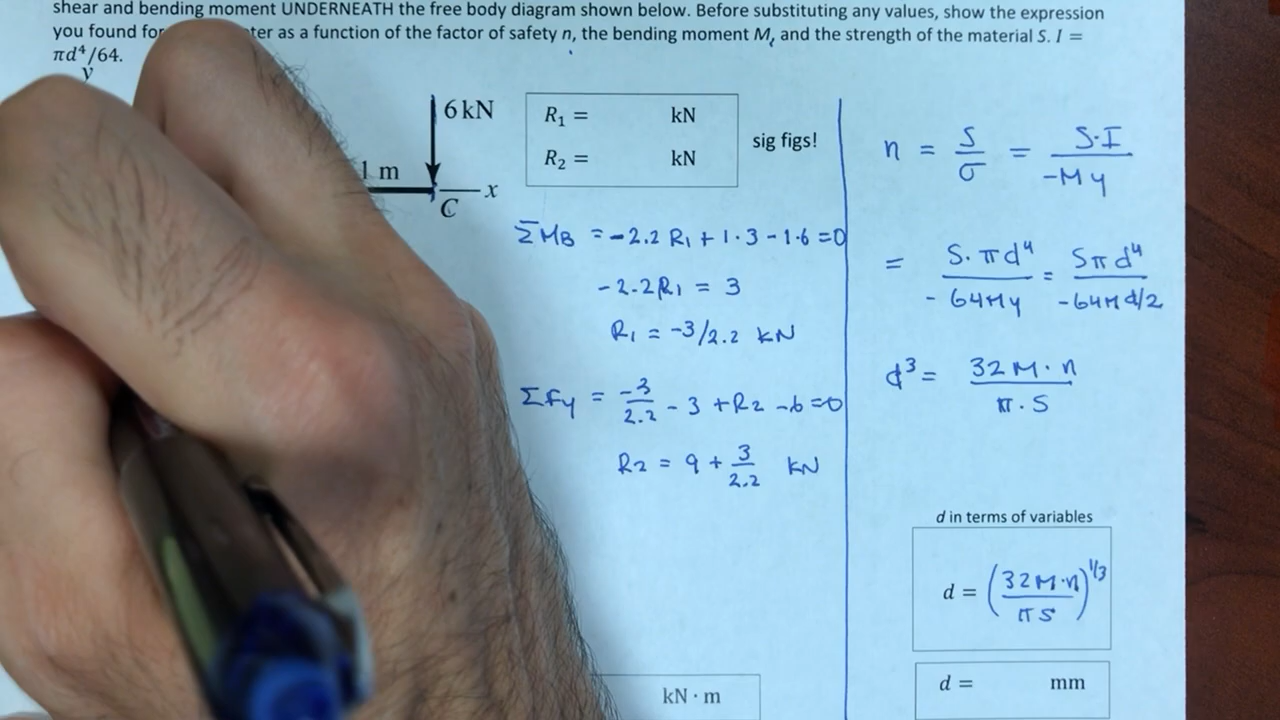 shear and bending moment UNDERNEATH the free body diagram shown below. Before substituting any values, show the expression
you found for ter as a function of the factor of safety n, the bending moment M, and the strength of the material S. I =
πd⁴/64.
y
6 kN
1 m
C
x
R₁ = kN
R₂ = kN
sig figs!
ΣMB = -2.2 R₁ + 1·3 - 1·6 = 0
-2.2R₁ = 3
R₁ = -3/2.2 kN
ΣFy = -3/2.2 - 3 + R2 - 6 = 0
R2 = 9 + 3/2.2 kN
kN · m
n = S/σ = S·I/-My
= S·πd⁴/-64My = Sπd⁴/-64Md/2
d³ = 32M·n/π·S
d in terms of variables
d = (32M·n/πS)^1/3
d = mm